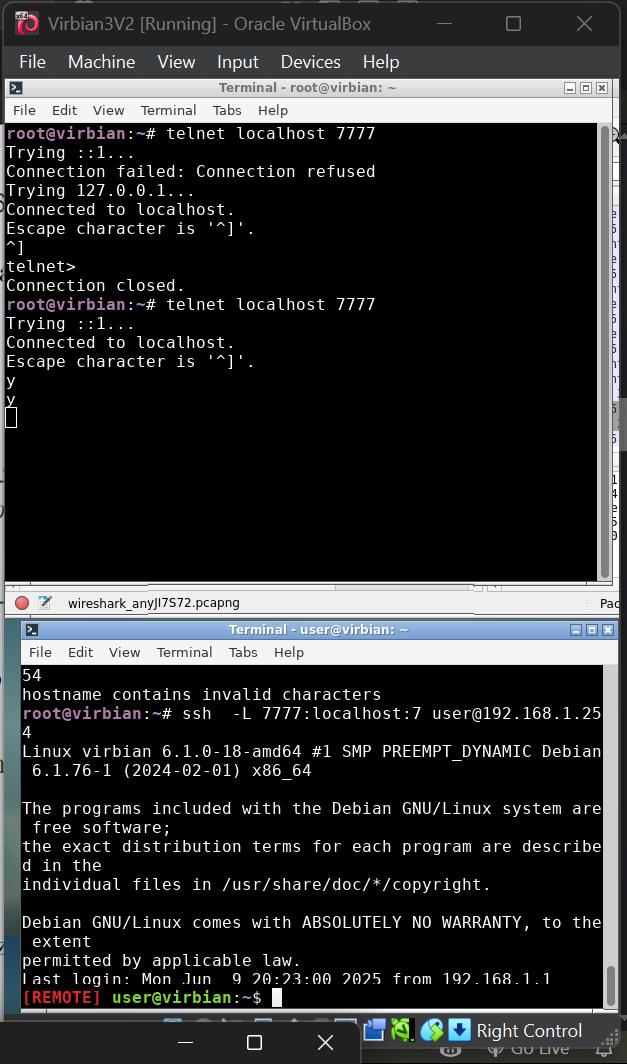 Virbian3V2 [Running] - Oracle VirtualBox
File Machine View Input Devices Help
Terminal - root@virbian: ~
File Edit View Terminal Tabs Help
root@virbian:~# telnet localhost 7777
Trying ::1...
Connection failed: Connection refused
Trying 127.0.0.1...
Connected to localhost.
Escape character is '^]'.
^]
telnet>
Connection closed.
root@virbian:~# telnet localhost 7777
Trying ::1...
Connected to localhost.
Escape character is '^]'.
y
y
wireshark_anyJI7S72.pcapng
Pac
Terminal - user@virbian: ~
File Edit View Terminal Tabs Help
54
hostname contains invalid characters
root@virbian:~# ssh  -L 7777:localhost:7 user@192.168.1.25
4
Linux virbian 6.1.0-18-amd64 #1 SMP PREEMPT_DYNAMIC Debian
 6.1.76-1 (2024-02-01) x86_64
The programs included with the Debian GNU/Linux system are
 free software;
the exact distribution terms for each program are describe
d in the
individual files in /usr/share/doc/*/copyright.
Debian GNU/Linux comes with ABSOLUTELY NO WARRANTY, to the
 extent
permitted by applicable law.
Last login: Mon Jun  9 20:23:00 2025 from 192.168.1.1
[REMOTE] user@virbian:~$
Right Control
Go Live